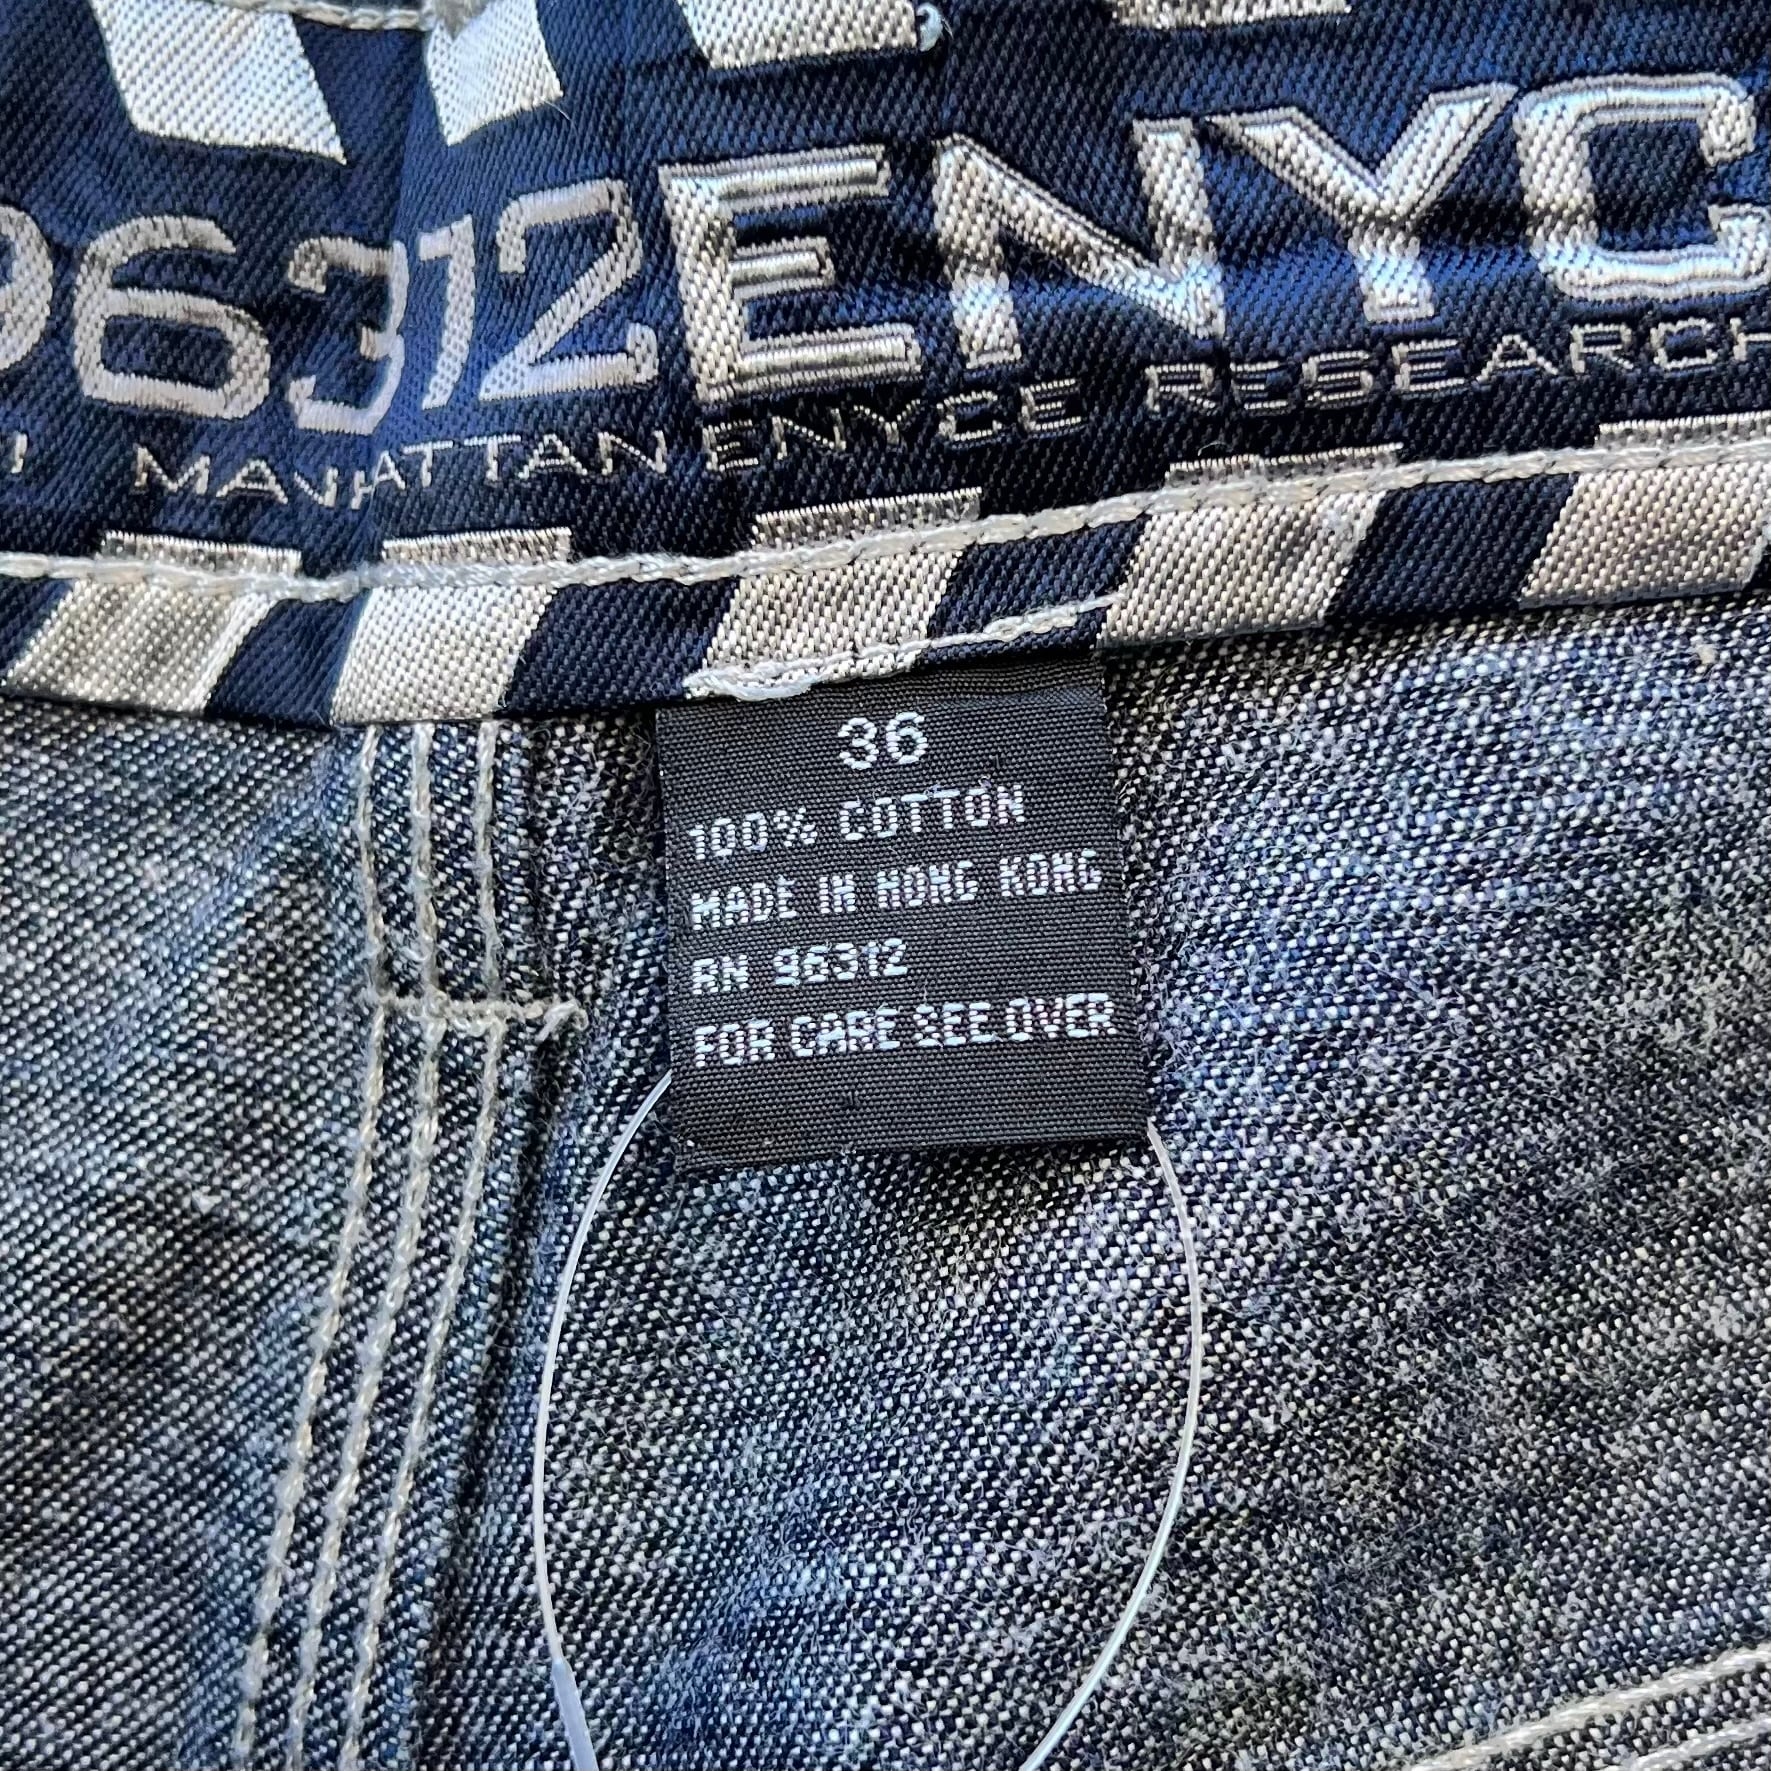 96312ENYC
MANHATTAN ENYCE RESEARCH
36
100% COTTON
MADE IN HONG KONG
RN 96312
FOR CARE SEE OVER